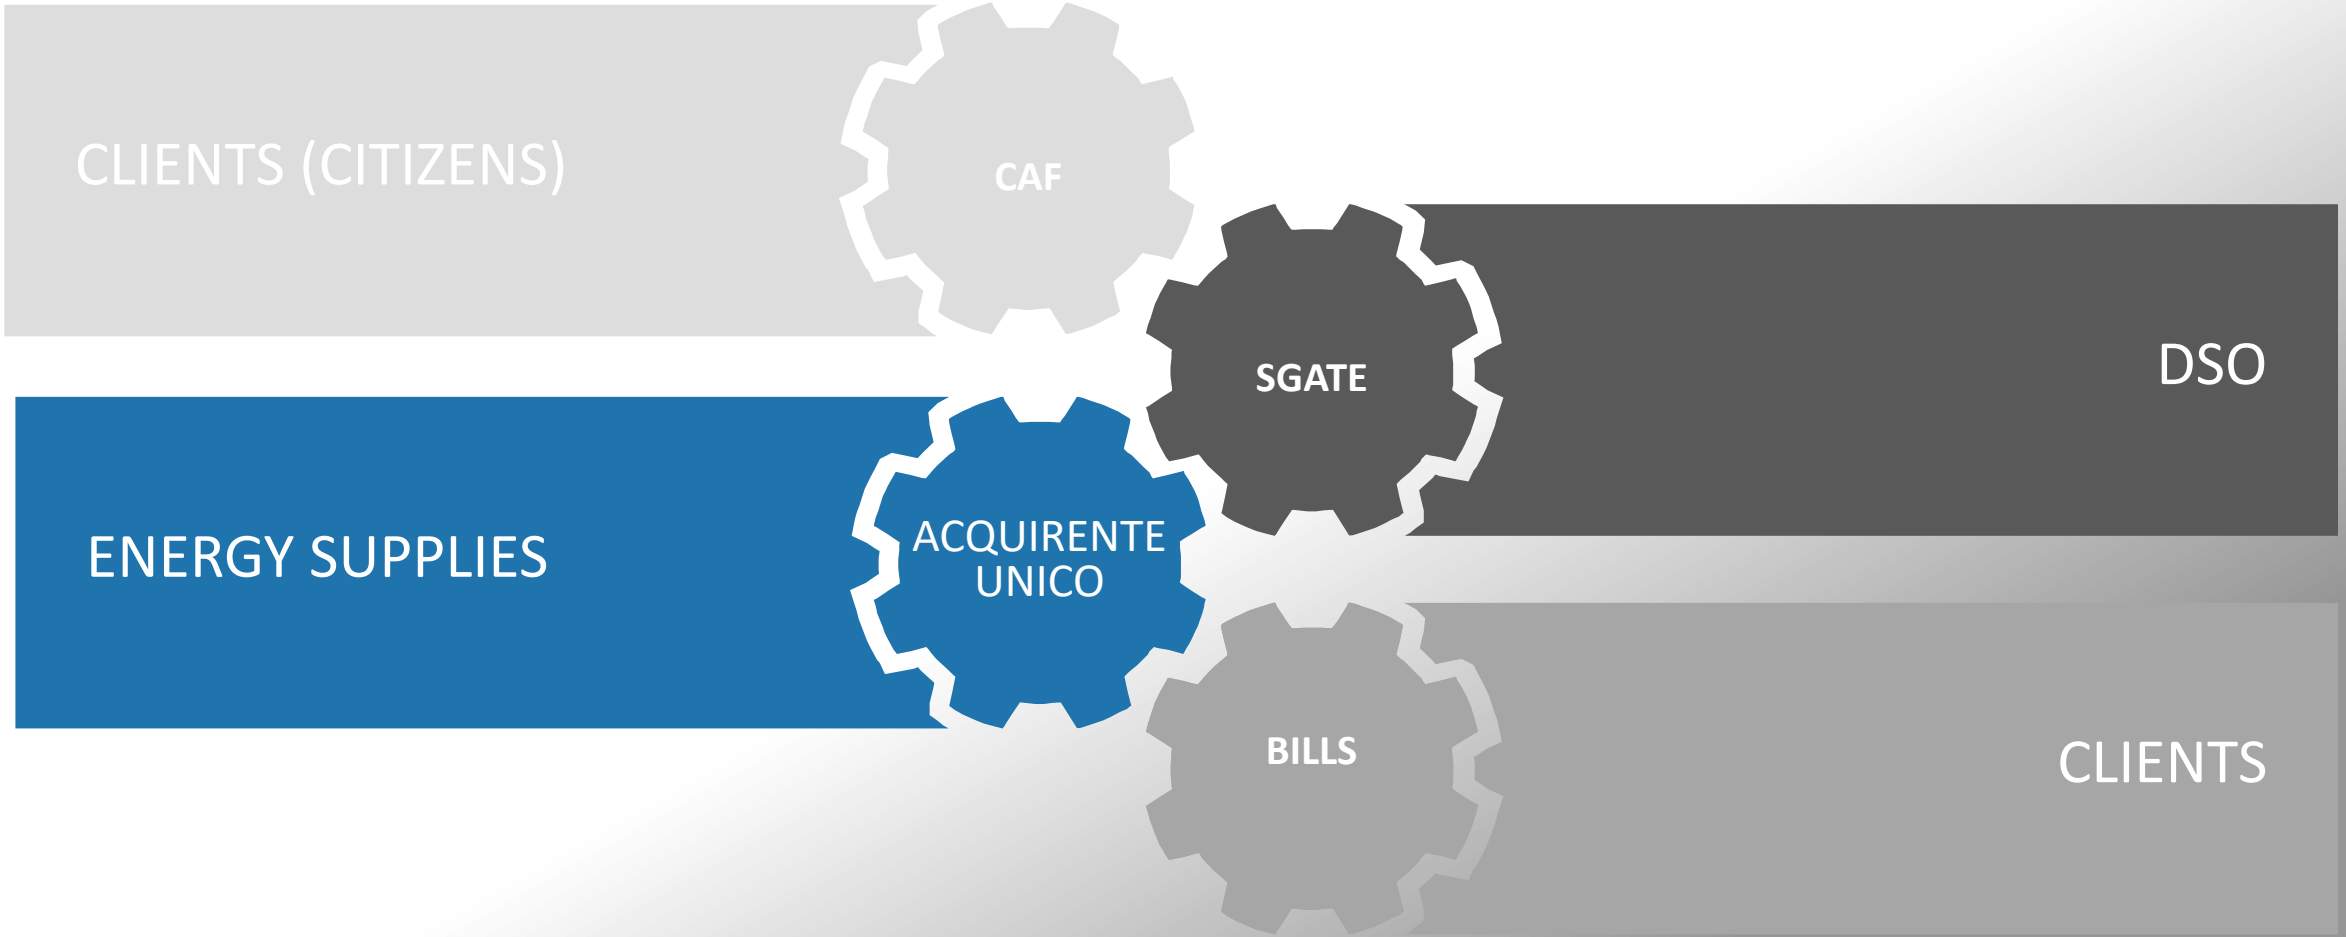 CLIENTS (CITIZENS)
CAF
SGATE
DSO
ENERGY SUPPLIES
ACQUIRENTE
UNICO
BILLS
CLIENTS